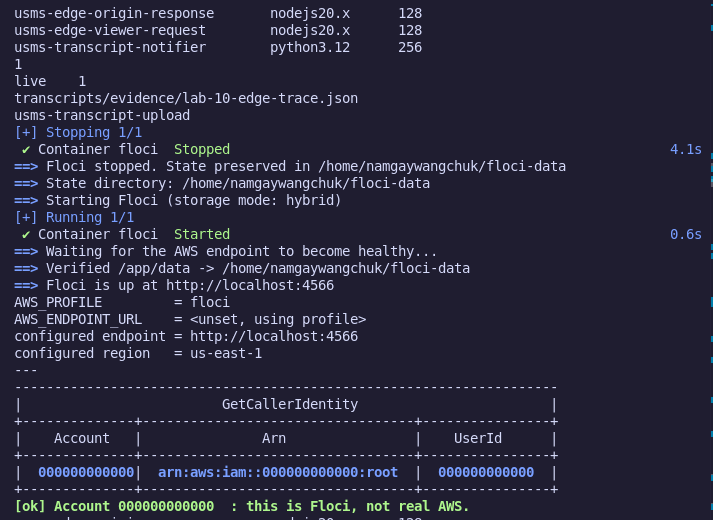 usms-edge-origin-response       nodejs20.x      128
usms-edge-viewer-request        nodejs20.x      128
usms-transcript-notifier        python3.12      256
1
live    1
transcripts/evidence/lab-10-edge-trace.json
usms-transcript-upload
[+] Stopping 1/1
 ✔ Container floci  Stopped                                                       4.1s
==> Floci stopped. State preserved in /home/namgaywangchuk/floci-data
==> State directory: /home/namgaywangchuk/floci-data
==> Starting Floci (storage mode: hybrid)
[+] Running 1/1
 ✔ Container floci  Started                                                       0.6s
==> Waiting for the AWS endpoint to become healthy...
==> Verified /app/data -> /home/namgaywangchuk/floci-data
==> Floci is up at http://localhost:4566
AWS_PROFILE         = floci
AWS_ENDPOINT_URL    = <unset, using profile>
configured endpoint = http://localhost:4566
configured region   = us-east-1
---
--------------------------------------------------------------------
|                         GetCallerIdentity                        |
+--------------+----------------------------------+----------------+
|    Account   |               Arn                |    UserId      |
+--------------+----------------------------------+----------------+
|  000000000000|  arn:aws:iam::000000000000:root  |  000000000000  |
+--------------+----------------------------------+----------------+
[ok] Account 000000000000  : this is Floci, not real AWS.